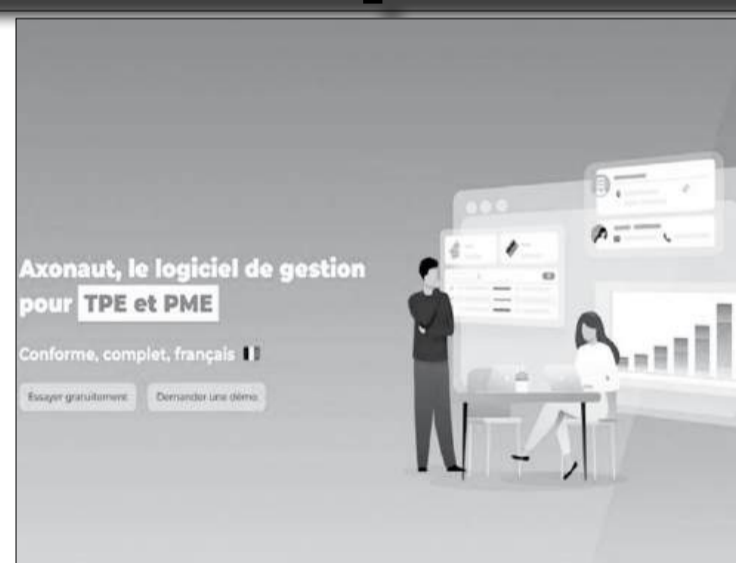 Axonaut, le logiciel de gestion
pour TPE et PME
Conforme, complet, français
Essayer gratuitement
Demander une démo